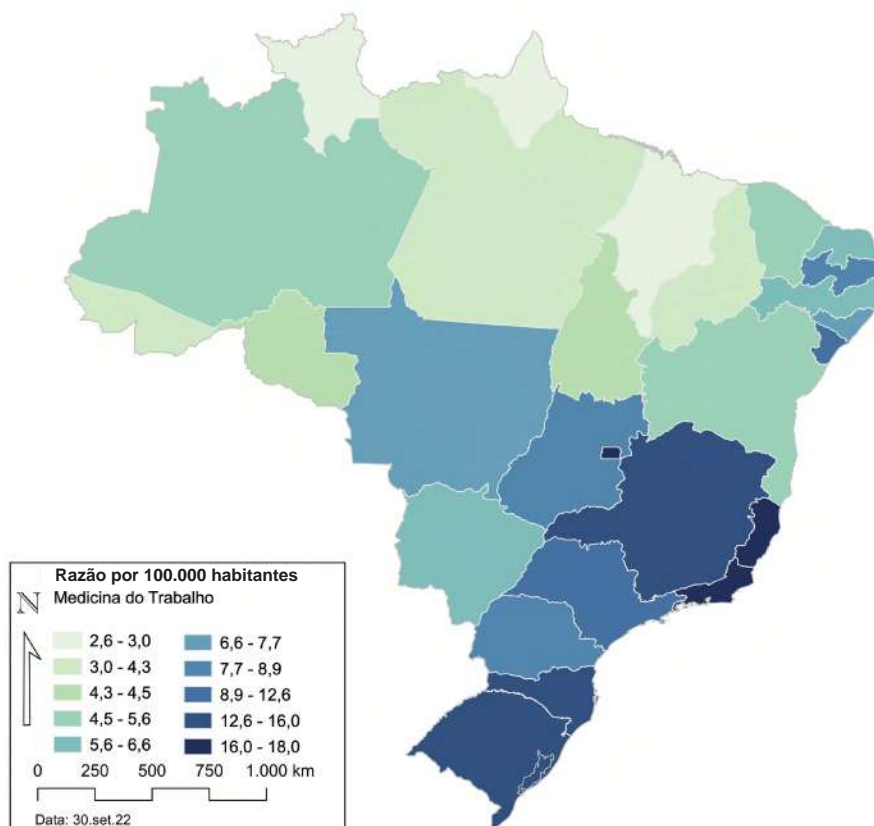 Razão por 100.000 habitantes
N Medicina do Trabalho
2,6 - 3,0
3,0 - 4,3
4,3 - 4,5
4,5 - 5,6
5,6 - 6,6
6,6 - 7,7
7,7 - 8,9
8,9 - 12,6
12,6 - 16,0
16,0 - 18,0
0 250 500 750 1.000 km
Data: 30.set.22